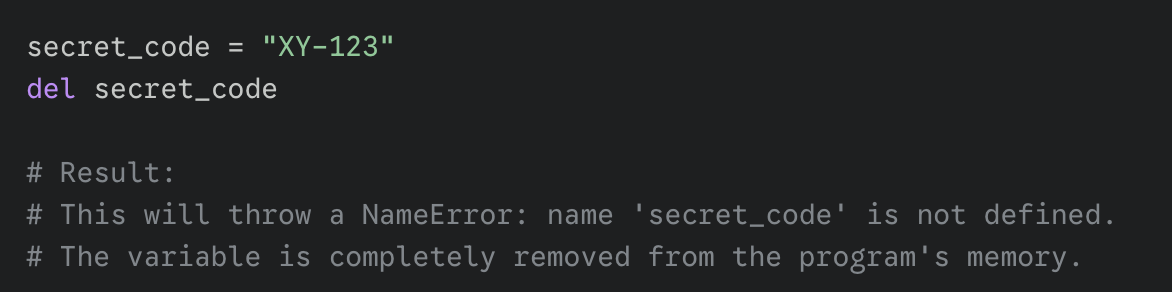 secret_code = "XY-123"
del secret_code
# Result:
# This will throw a NameError: name 'secret_code' is not defined.
# The variable is completely removed from the program's memory.